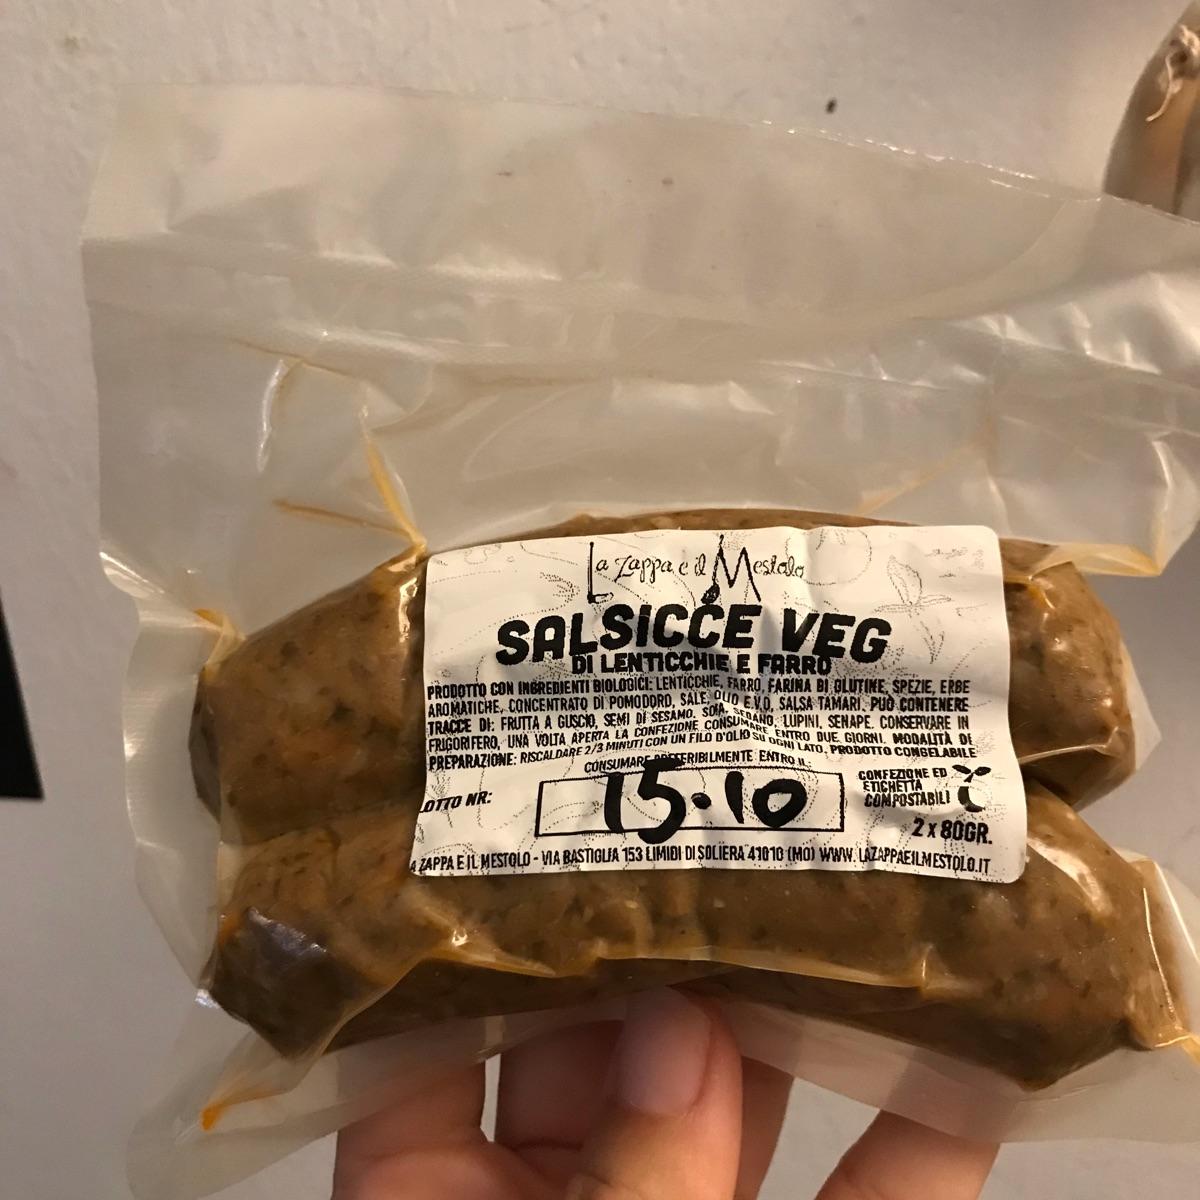 La Zappa e il Mestolo
SALSICCE VEG
DI LENTICCHIE E FARRO
PRODOTTO CON INGREDIENTI BIOLOGICI: LENTICCHIE, FARRO, FARINA DI GLUTINE, SPEZIE, ERBE
AROMATICHE, CONCENTRATO DI POMODORO, SALE, OLIO E.V.O, SALSA TAMARI. PUÒ CONTENERE
TRACCE DI: FRUTTA A GUSCIO, SEMI DI SESAMO, SOIA, SEDANO, LUPINI, SENAPE. CONSERVARE IN
FRIGORIFERO, UNA VOLTA APERTA LA CONFEZIONE CONSUMARE ENTRO DUE GIORNI. MODALITÀ DI
PREPARAZIONE: RISCALDARE 2/3 MINUTI CON UN FILO D'OLIO SU OGNI LATO, PRODOTTO CONGELABILE
CONSUMARE PREFERIBILMENTE ENTRO IL:
OTTO NR:
15.10
CONFEZIONE ED
ETICHETTA
COMPOSTABILI
2 x 80GR.
A ZAPPA E IL MESTOLO - VIA BASTIGLIA 153 LIMIDI DI SOLIERA 41010 (MO) WWW.LAZAPPAEILMESTOLO.IT